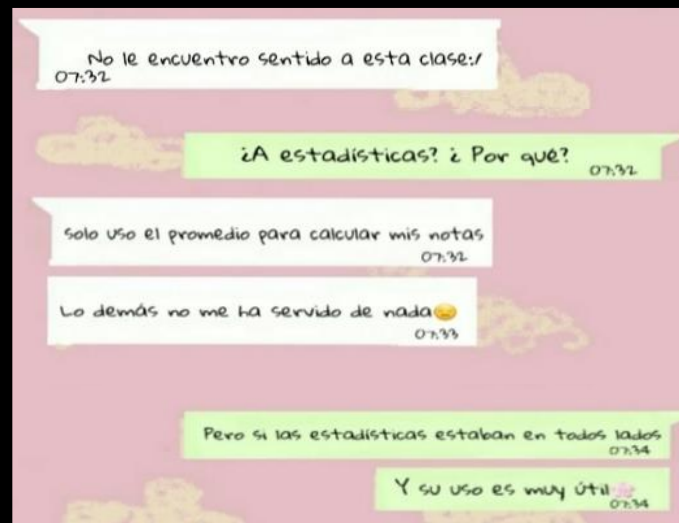 No le encuentro sentido a esta clase:/
07:32
¿A estadísticas? ¿Por qué?
07:32
Solo uso el promedio para calcular mis notas
07:32
Lo demás no me ha servido de nada😔
07:33
Pero si las estadísticas estaban en todos lados
07:34
Y su uso es muy útil🌸
07:34